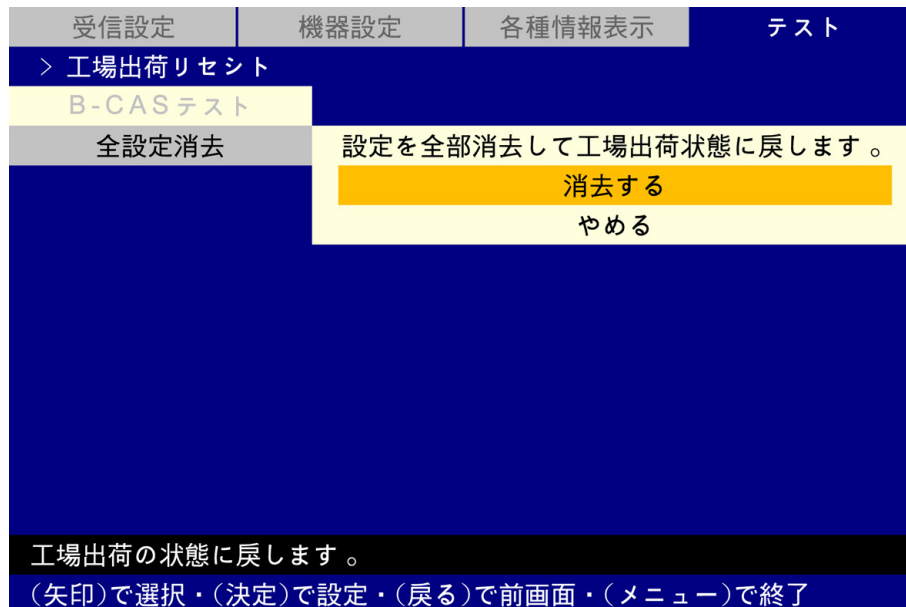 受信設定 機器設定 各種情報表示 テスト
> 工場出荷リセシト
B-CASテスト
全設定消去
設定を全部消去して工場出荷状態に戻します。
消去する
やめる
工場出荷の状態に戻します。
(矢印)で選択・(決定)で設定・(戻る)で前画面・(メニュー)で終了